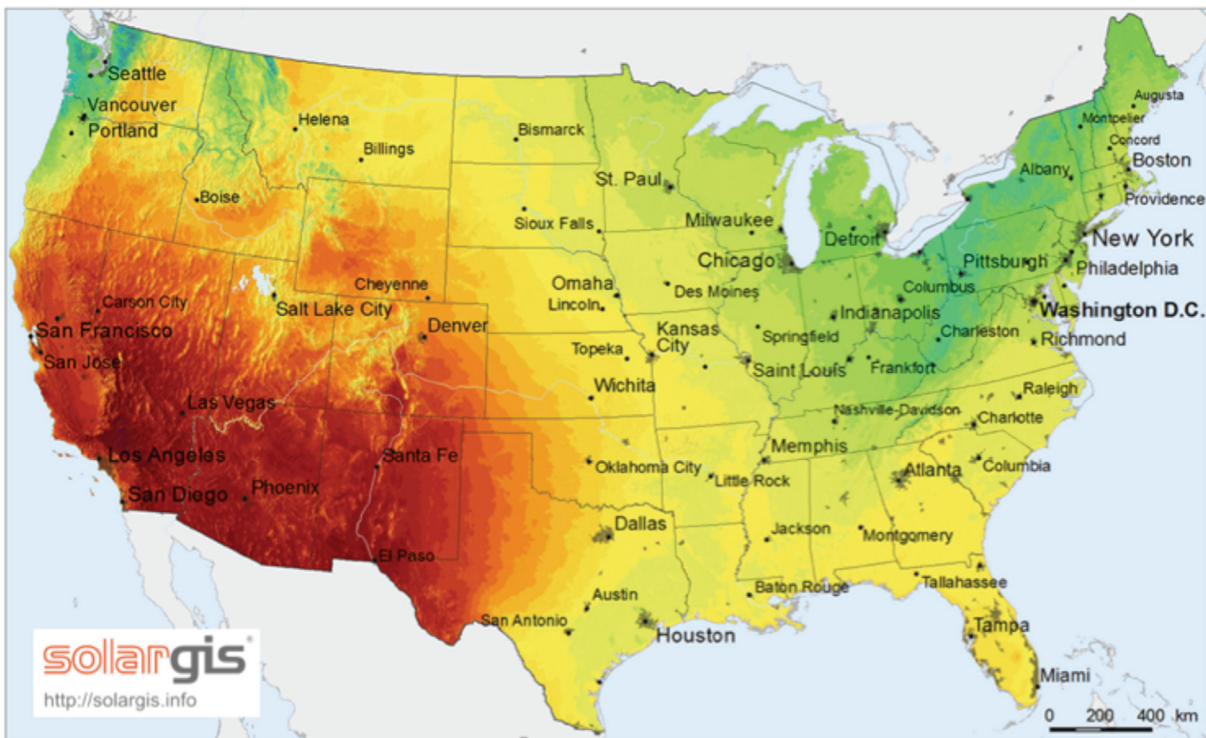 Seattle
Vancouver
Portland
Helena
Billings
Boise
Bismarck
Sioux Falls
St. Paul
Milwaukee
Chicago
Detroit
Augusta
Montpelier
Concord
Boston
Albany
Providence
New York
Pittsburgh
Philadelphia
Columbus
Washington D.C.
Indianapolis
Charleston
Richmond
Cheyenne
Omaha
Lincoln
Des Moines
Springfield
Carson City
Salt Lake City
Denver
San Francisco
San Jose
Topeka
Kansas
City
Saint Louis
Frankfort
Wichita
Raleigh
Las Vegas
Nashville-Davidson
Charlotte
Los Angeles
Santa Fe
Oklahoma City
Memphis
Little Rock
Atlanta
Columbia
San Diego
Phoenix
Dallas
Jackson
Montgomery
El Paso
Austin
Baton Rouge
Tallahassee
San Antonio
Houston
Tampa
Miami
solargis
http://solargis.info
0 200 400 km